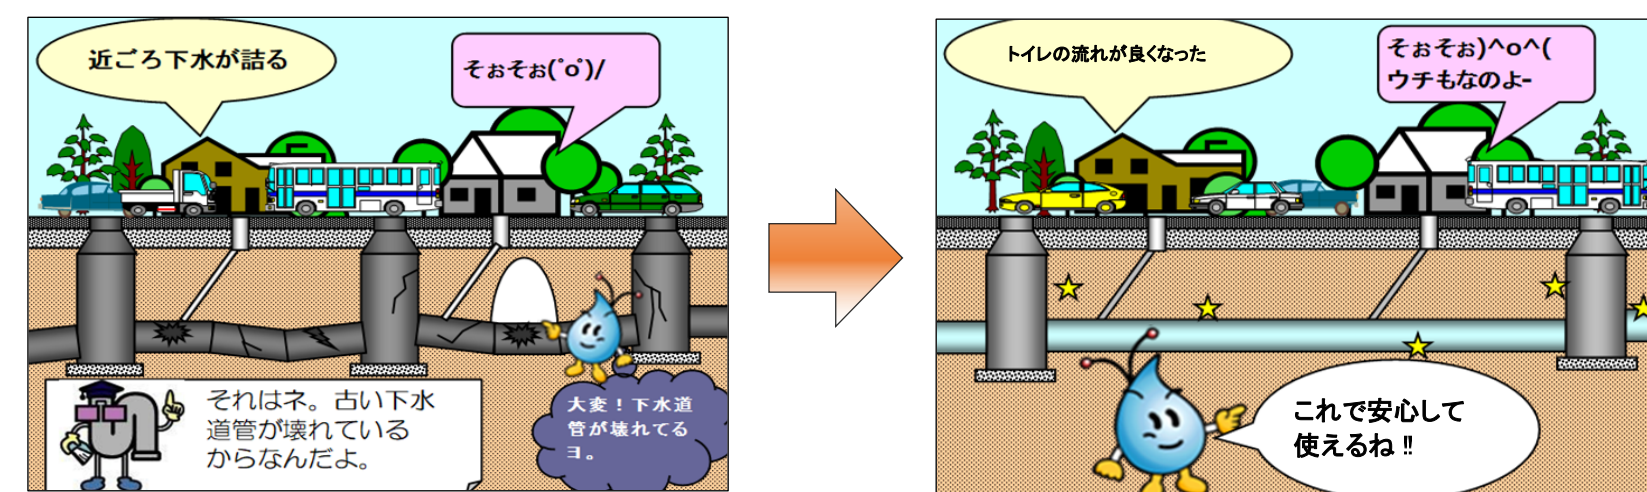 近ごろ下水が詰る
そぉそぉ(ﾟoﾟ)/
それはネ。古い下水
道管が壊れている
からなんだよ。
大変！下水道
管が壊れてる
ヨ。
トイレの流れが良くなった
そぉそぉ)^o^(
ウチもなのよ-
これで安心して
使えるね‼